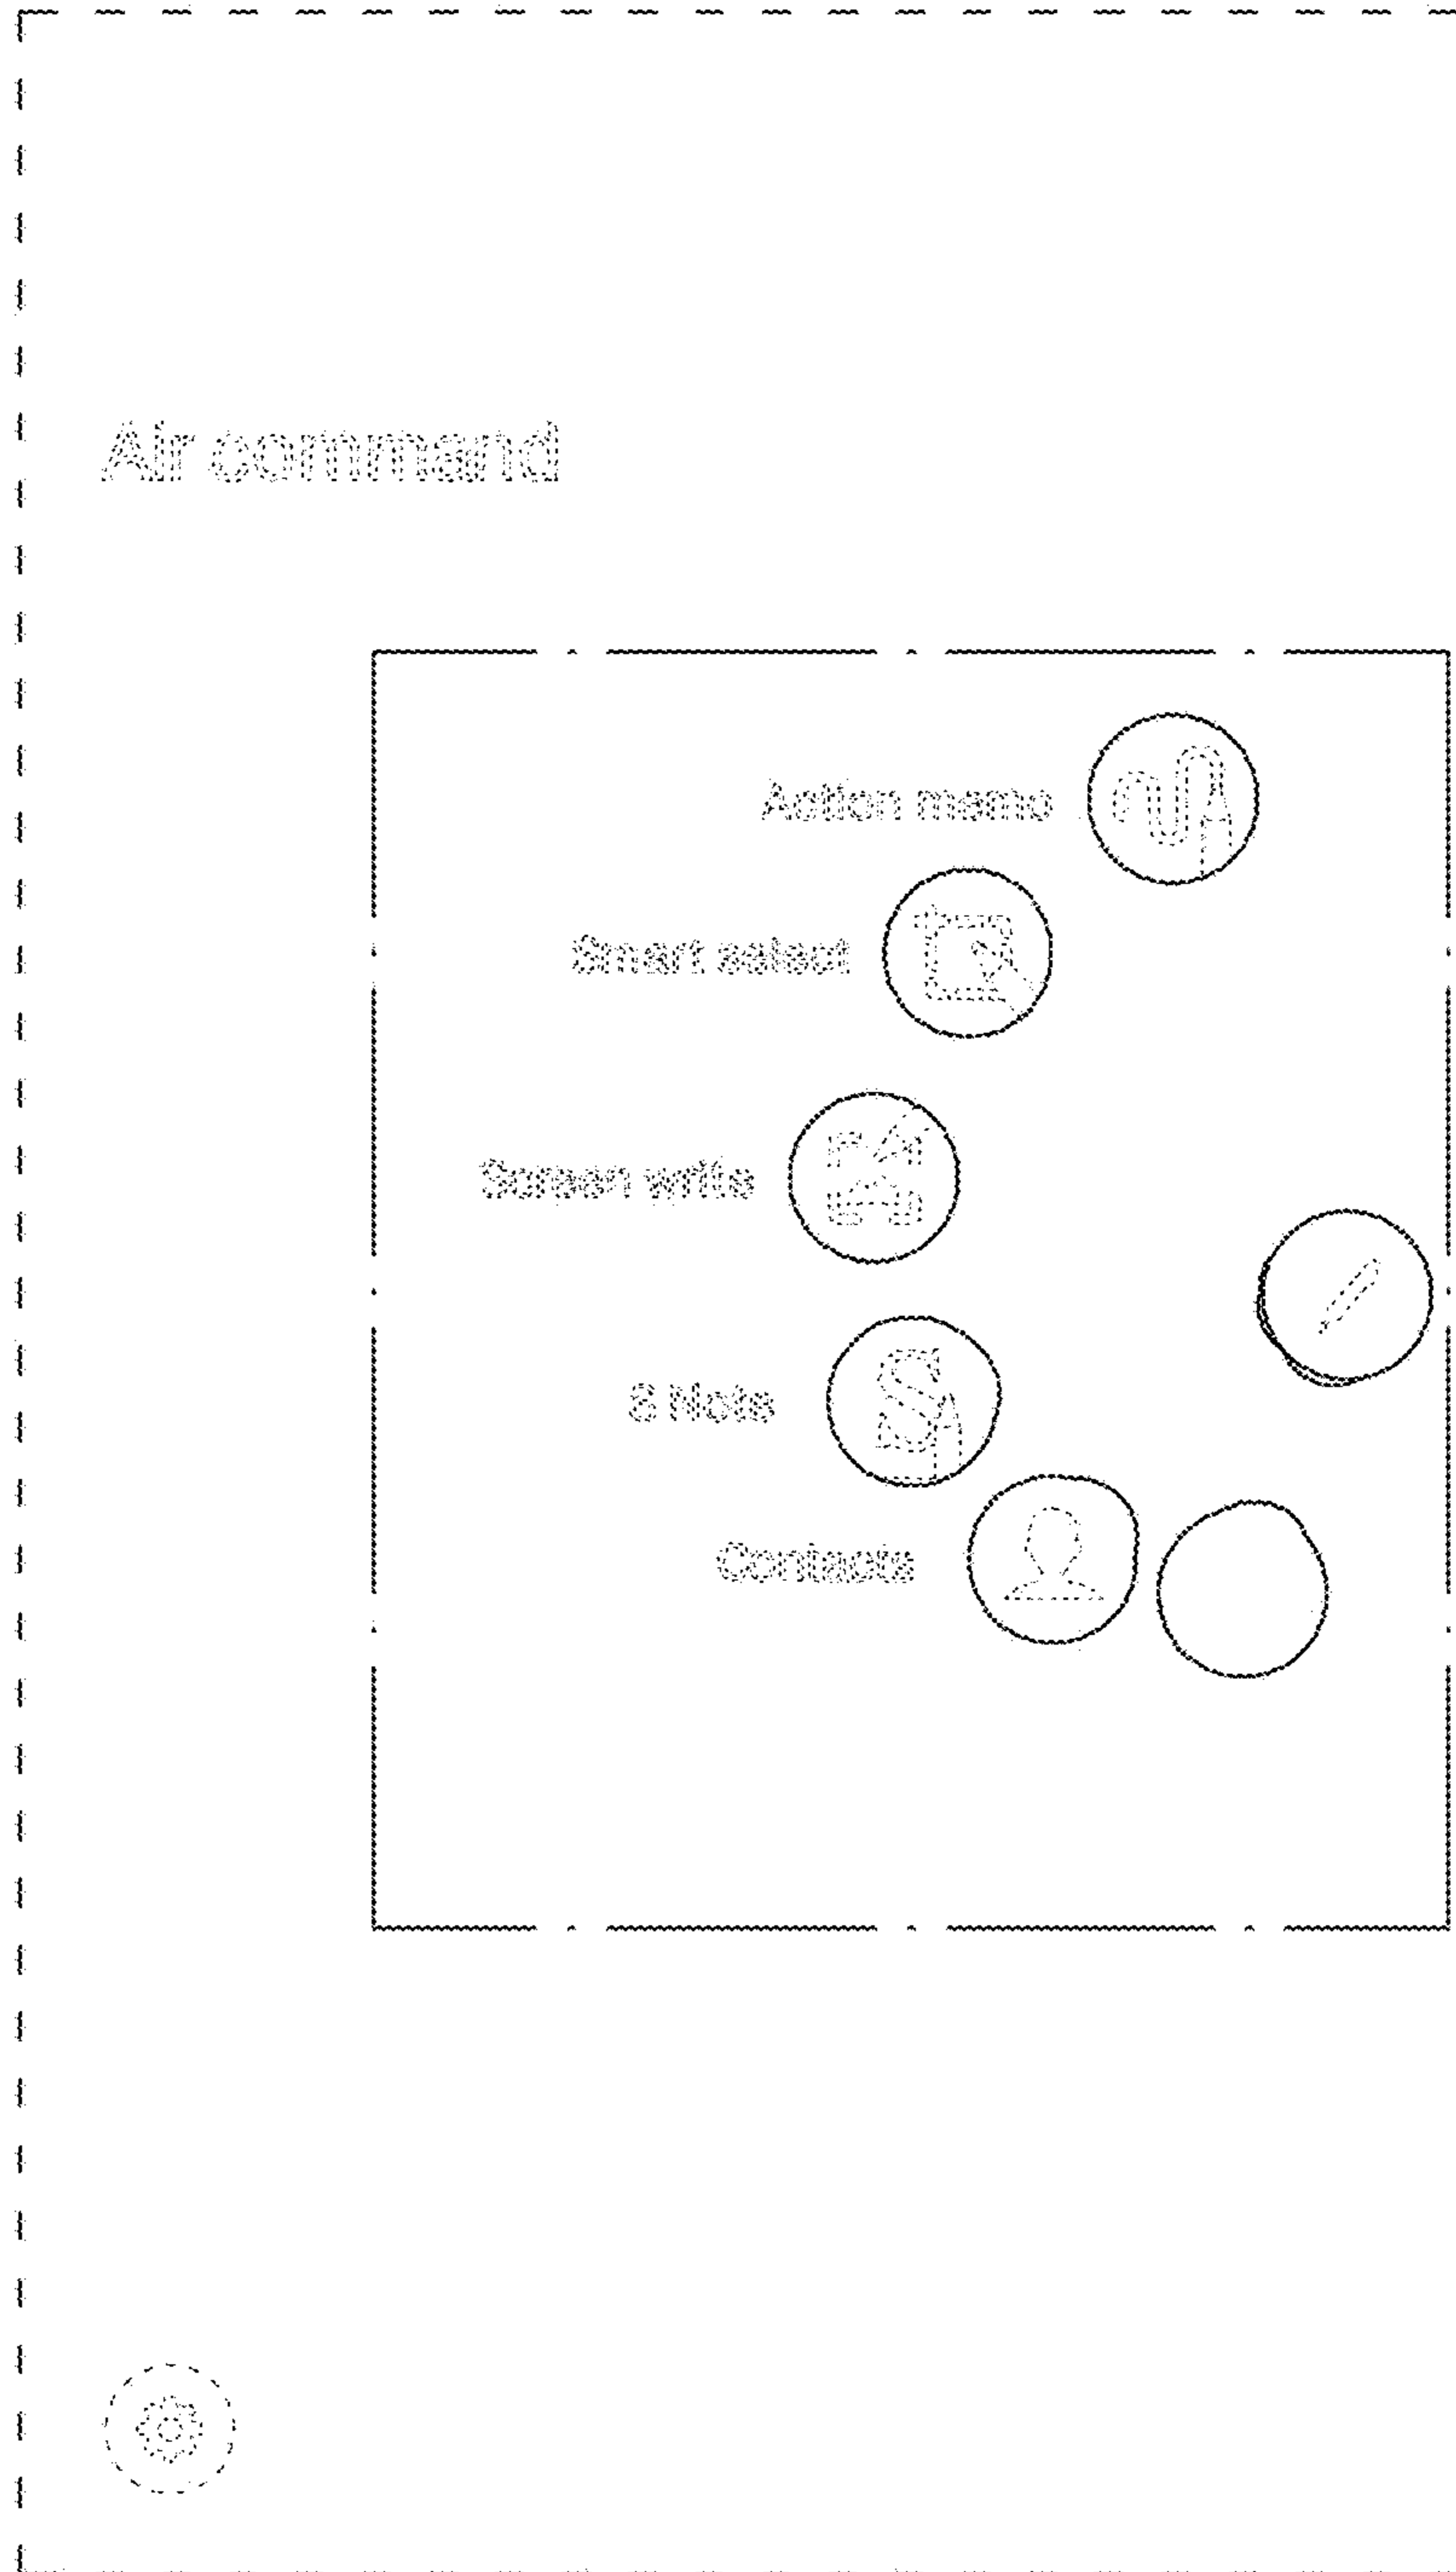 Air command
Action memo
Smart select
Screen write
S Note
Contacts